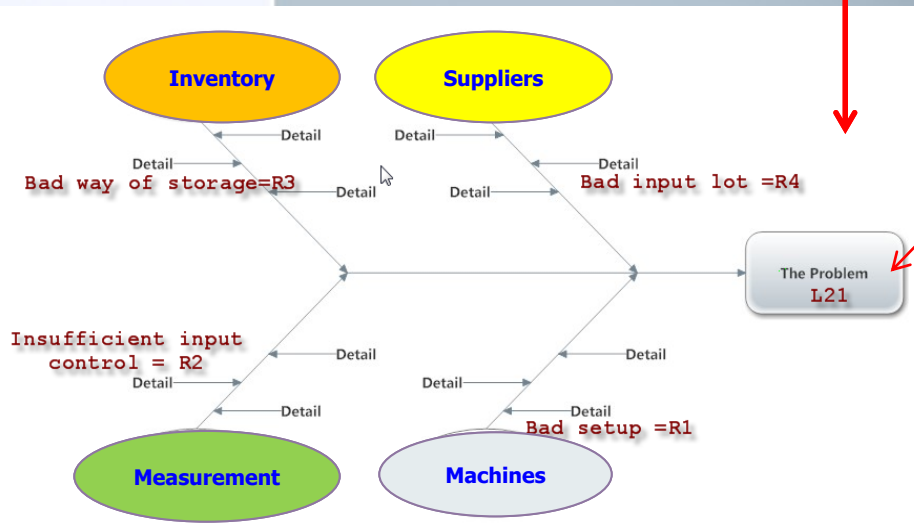 Inventory
Suppliers
Detail
Detail
Detail
Detail
Bad way of storage=R3
Detail
Detail
Bad input lot =R4
The Problem
L21
Insufficient input
control = R2
Detail
Detail
Detail
Detail
Detail
Detail
Bad setup =R1
Measurement
Machines